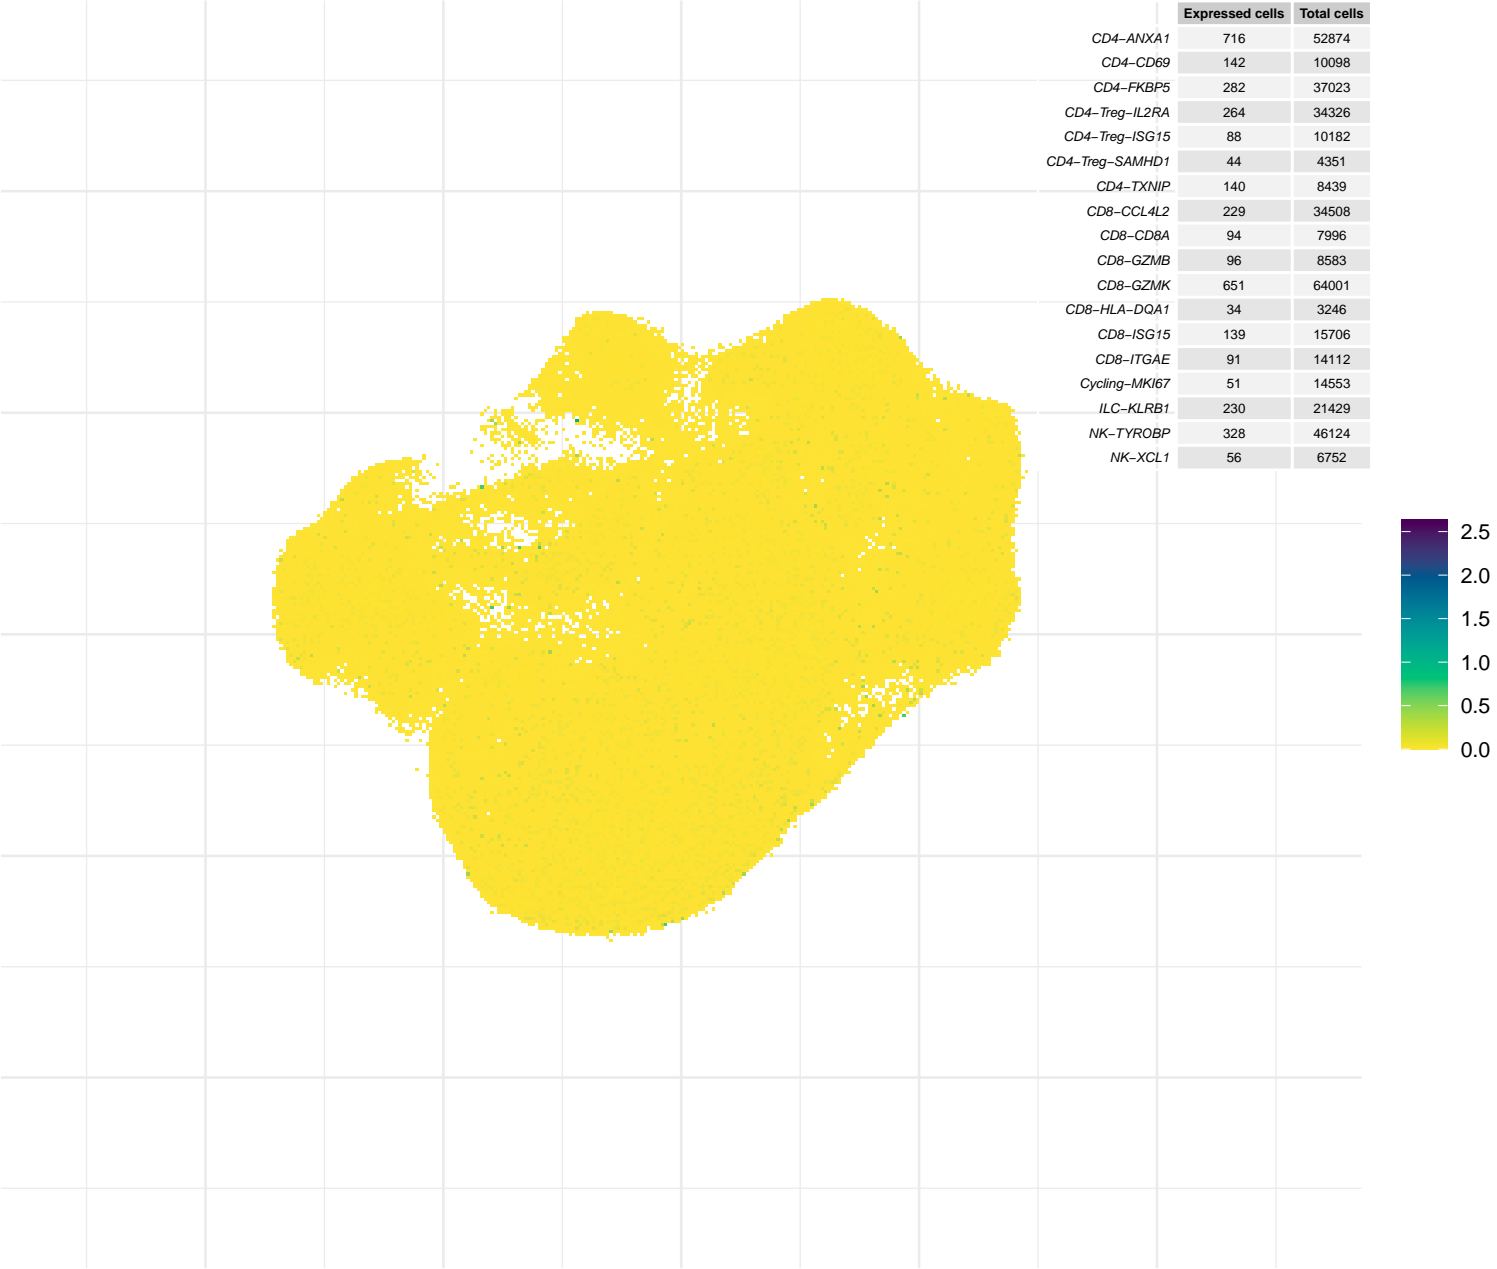 Expressed cells Total cells
CD4−ANXA1 716 52874
CD4−CD69 142 10098
CD4−FKBP5 282 37023
CD4−Treg−IL2RA 264 34326
CD4−Treg−ISG15 88 10182
CD4−Treg−SAMHD1 44 4351
CD4−TXNIP 140 8439
CD8−CCL4L2 229 34508
CD8−CD8A 94 7996
CD8−GZMB 96 8583
CD8−GZMK 651 64001
CD8−HLA−DQA1 34 3246
CD8−ISG15 139 15706
CD8−ITGAE 91 14112
Cycling−MKI67 51 14553
ILC−KLRB1 230 21429
NK−TYROBP 328 46124
NK−XCL1 56 6752
2.5
2.0
1.5
1.0
0.5
0.0